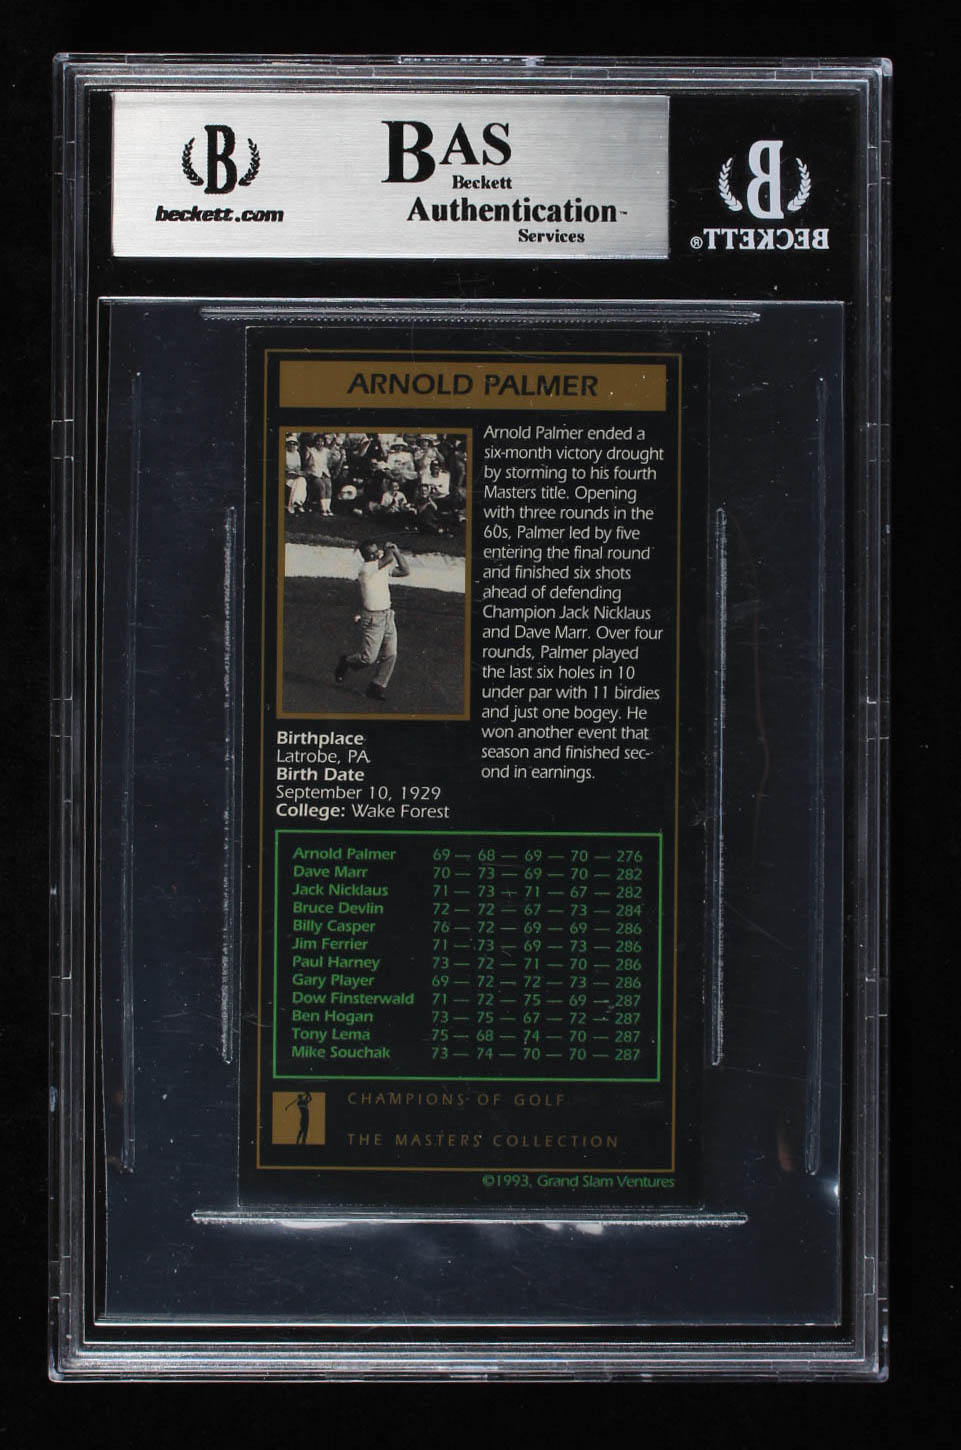 B
beckett.com
BAS
Beckett
Authentication™
Services
B
BECKETT®
ARNOLD PALMER
Arnold Palmer ended a
six-month victory drought
by storming to his fourth
Masters title. Opening
with three rounds in the
60s, Palmer led by five
entering the final round
and finished six shots
ahead of defending
Champion Jack Nicklaus
and Dave Marr. Over four
rounds, Palmer played
the last six holes in 10
under par with 11 birdies
and just one bogey. He
won another event that
season and finished sec-
ond in earnings.
Birthplace
Latrobe, PA
Birth Date
September 10, 1929
College: Wake Forest
Arnold Palmer 69 — 68 — 69 — 70 — 276
Dave Marr 70 — 73 — 69 — 70 — 282
Jack Nicklaus 71 — 73 — 71 — 67 — 282
Bruce Devlin 72 — 72 — 67 — 73 — 284
Billy Casper 76 — 72 — 69 — 69 — 286
Jim Ferrier 71 — 73 — 69 — 73 — 286
Paul Harney 73 — 72 — 71 — 70 — 286
Gary Player 69 — 72 — 72 — 73 — 286
Dow Finsterwald 71 — 72 — 75 — 69 — 287
Ben Hogan 73 — 75 — 67 — 72 — 287
Tony Lema 75 — 68 — 74 — 70 — 287
Mike Souchak 73 — 74 — 70 — 70 — 287
CHAMPIONS OF GOLF
THE MASTERS COLLECTION
©1993, Grand Slam Ventures